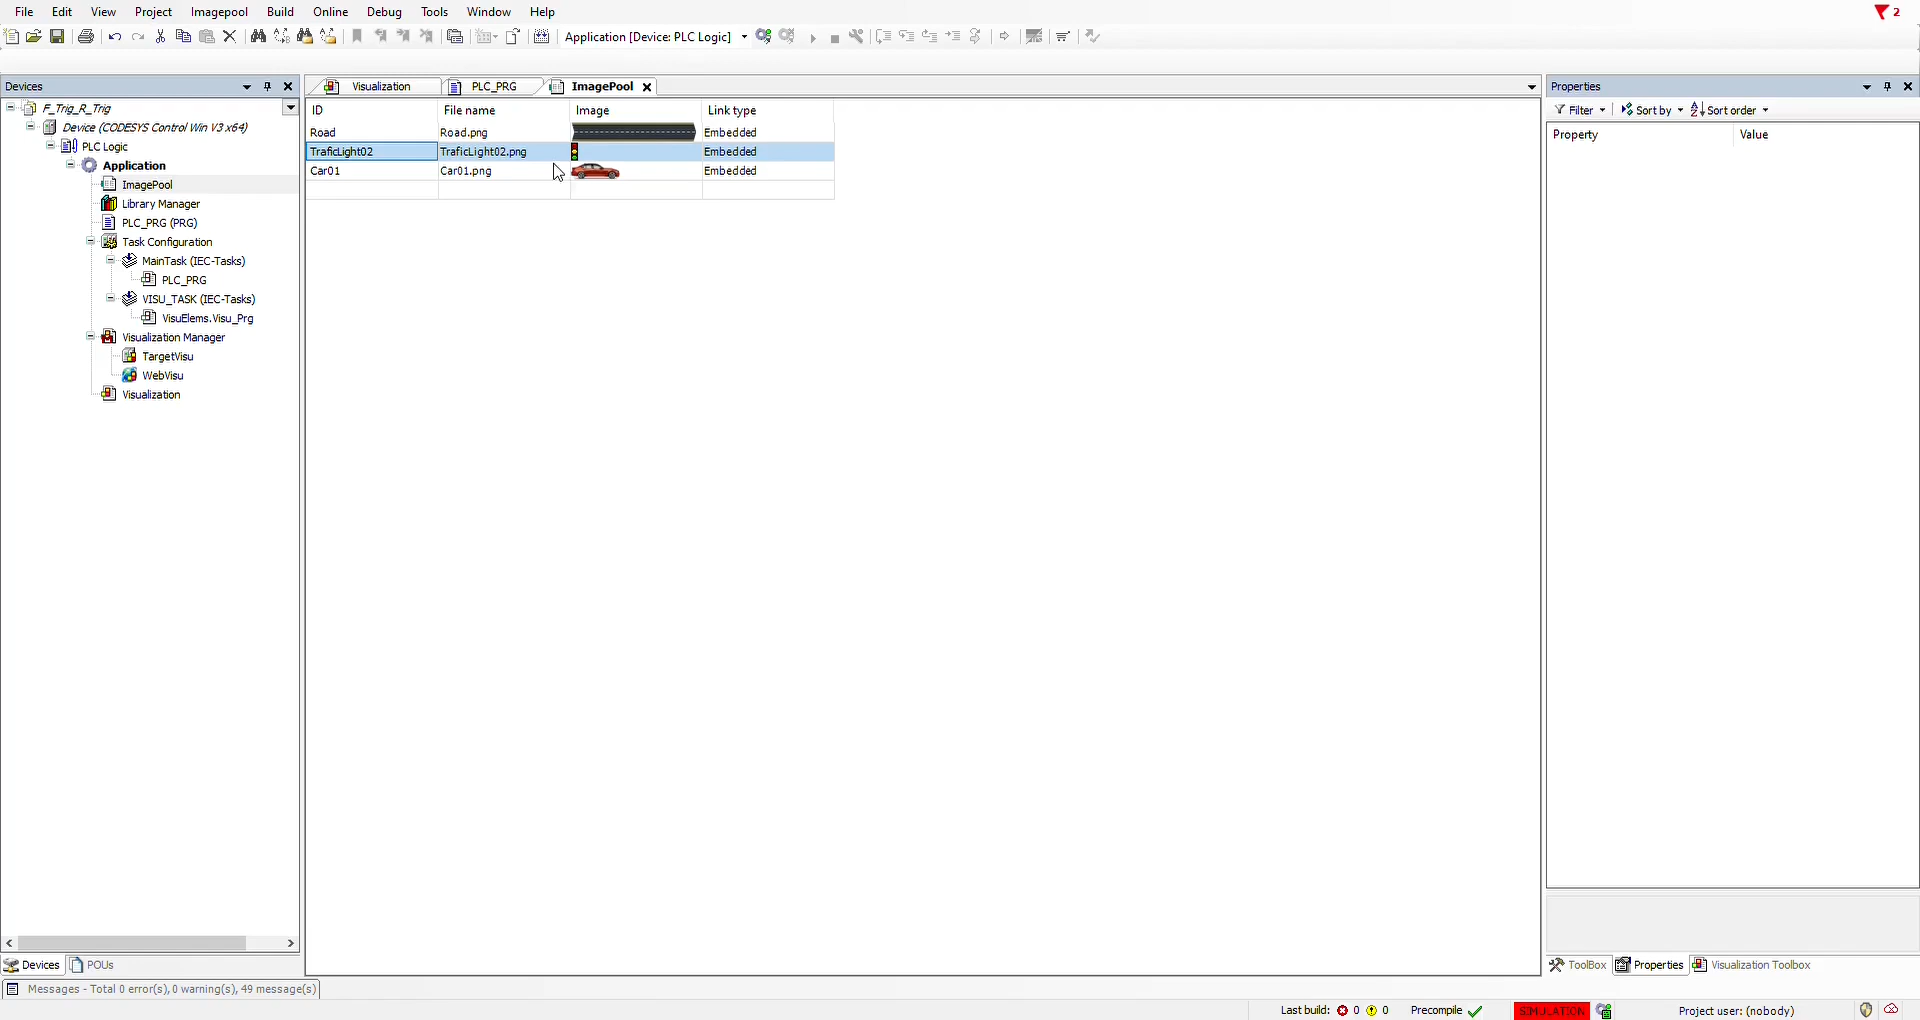 File Edit View Project Imagepool Build Online Debug Tools Window Help
2
Application [Device: PLC Logic]
Devices
F_Trig_R_Trig
Device (CODESYS Control Win V3 x64)
PLC Logic
Application
ImagePool
Library Manager
PLC_PRG (PRG)
Task Configuration
MainTask (IEC-Tasks)
PLC_PRG
VISU_TASK (IEC-Tasks)
VisuElems.Visu_Prg
Visualization Manager
TargetVisu
WebVisu
Visualization
Devices POUs
Visualization PLC_PRG ImagePool
ID File name Image Link type
Road Road.png Embedded
TraficLight02 TraficLight02.png Embedded
Car01 Car01.png Embedded
Properties
Filter Sort by Sort order
Property Value
ToolBox Properties Visualization Toolbox
Messages - Total 0 error(s), 0 warning(s), 49 message(s)
Last build: 0 0 Precompile SIMULATION Project user: (nobody)